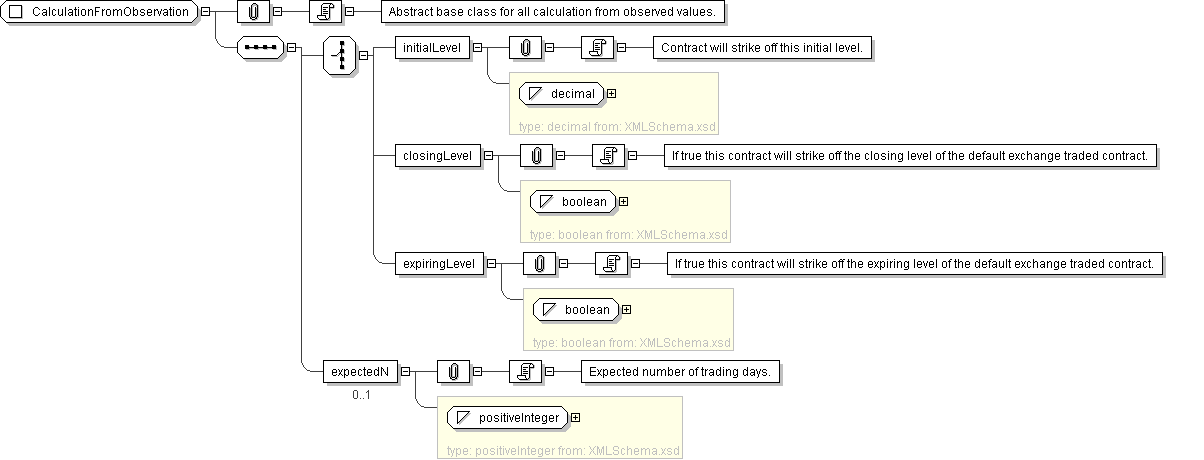 CalculationFromObservation
Abstract base class for all calculation from observed values.
initialLevel
Contract will strike off this initial level.
decimal
type: decimal from: XMLSchema.xsd
closingLevel
If true this contract will strike off the closing level of the default exchange traded contract.
boolean
type: boolean from: XMLSchema.xsd
expiringLevel
If true this contract will strike off the expiring level of the default exchange traded contract.
boolean
type: boolean from: XMLSchema.xsd
expectedN
Expected number of trading days.
0..1
positiveInteger
type: positiveInteger from: XMLSchema.xsd